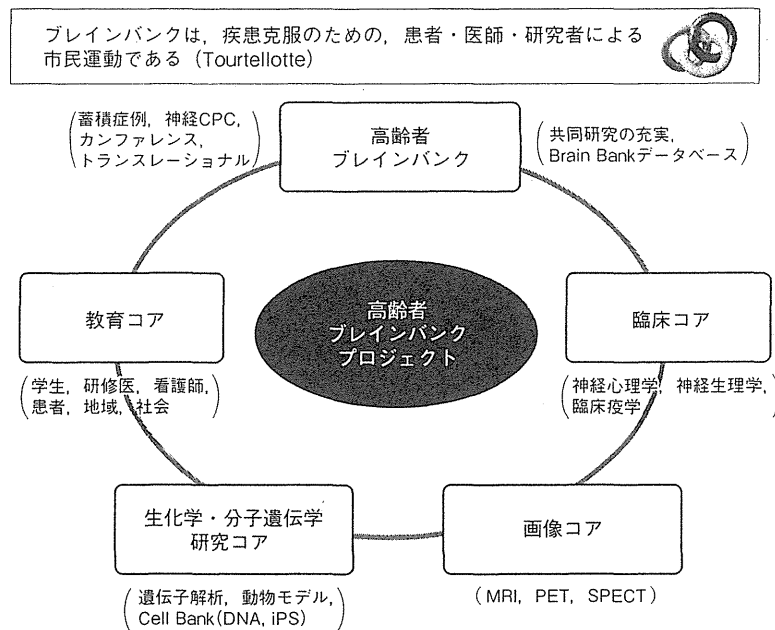 ブレインバンクは，疾患克服のための，患者・医師・研究者による
市民運動である（Tourtellotte）
(蓄積症例，神経CPC，
カンファレンス，
トランスレーショナル)
高齢者
ブレインバンク
(共同研究の充実，
Brain Bankデータベース)
教育コア
(学生，研修医，看護師，
患者，地域，社会)
高齢者
ブレインバンク
プロジェクト
臨床コア
(神経心理学，神経生理学，
臨床疫学)
生化学・分子遺伝学
研究コア
(遺伝子解析，動物モデル，
Cell Bank(DNA, iPS))
画像コア
(MRI, PET, SPECT)